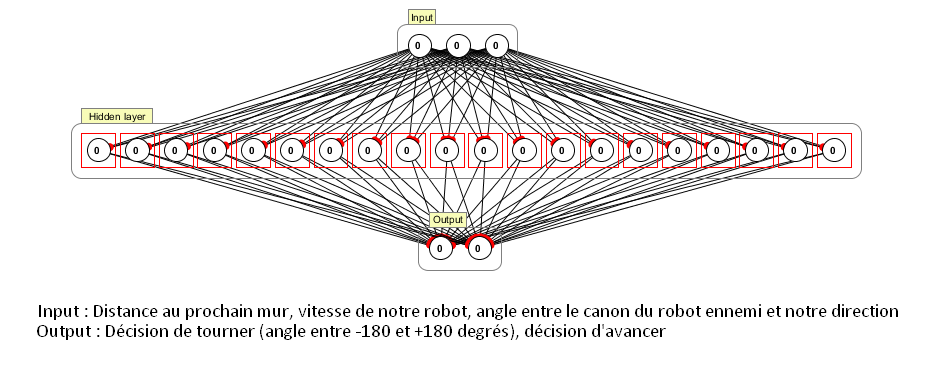 Input
0 0 0
Hidden layer
0 0 0 0 0 0 0 0 0 0 0 0 0 0 0 0 0 0 0 0
Output
0 0
Input : Distance au prochain mur, vitesse de notre robot, angle entre le canon du robot ennemi et notre direction
Output : Décision de tourner (angle entre -180 et +180 degrés), décision d'avancer